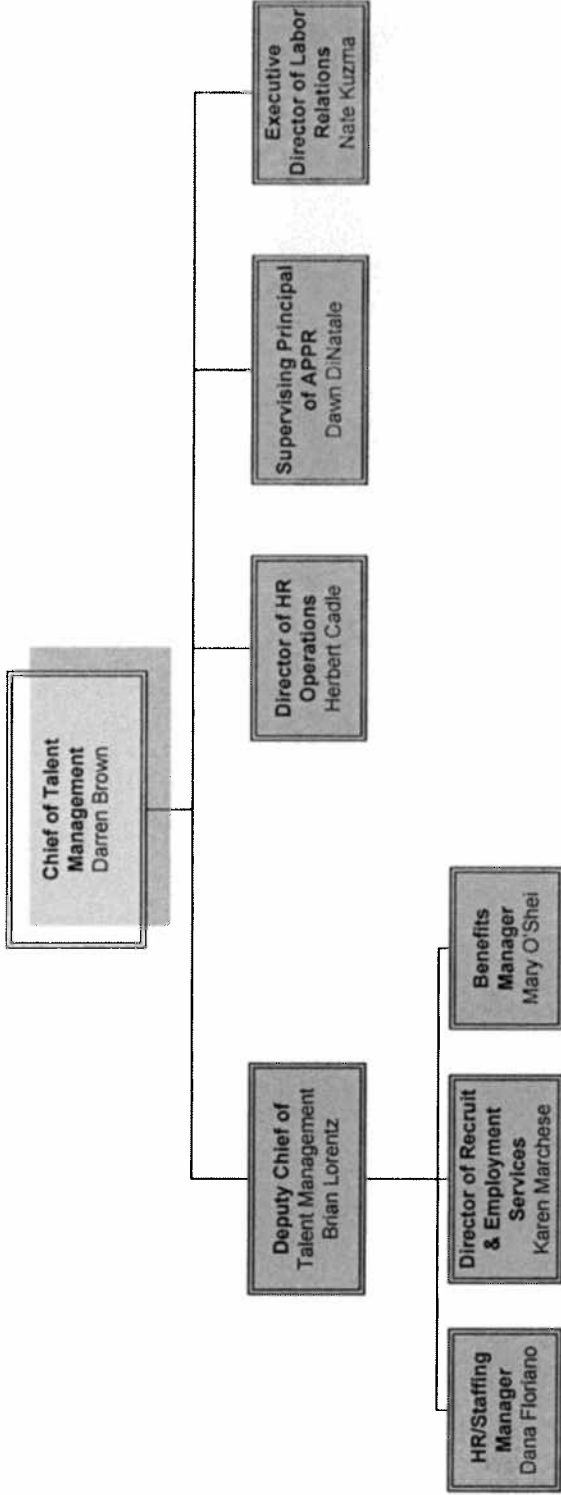 Chief of Talent
Management
Darren Brown
Deputy Chief of
Talent Management
Brian Lorentz
Director of HR
Operations
Herbert Cadle
Supervising Principal
of APPR
Dawn DiNatale
Executive
Director of Labor
Relations
Nate Kuzma
HR/Staffing
Manager
Dana Floriano
Director of Recruit
& Employment
Services
Karen Marchese
Benefits
Manager
Mary O'Shei